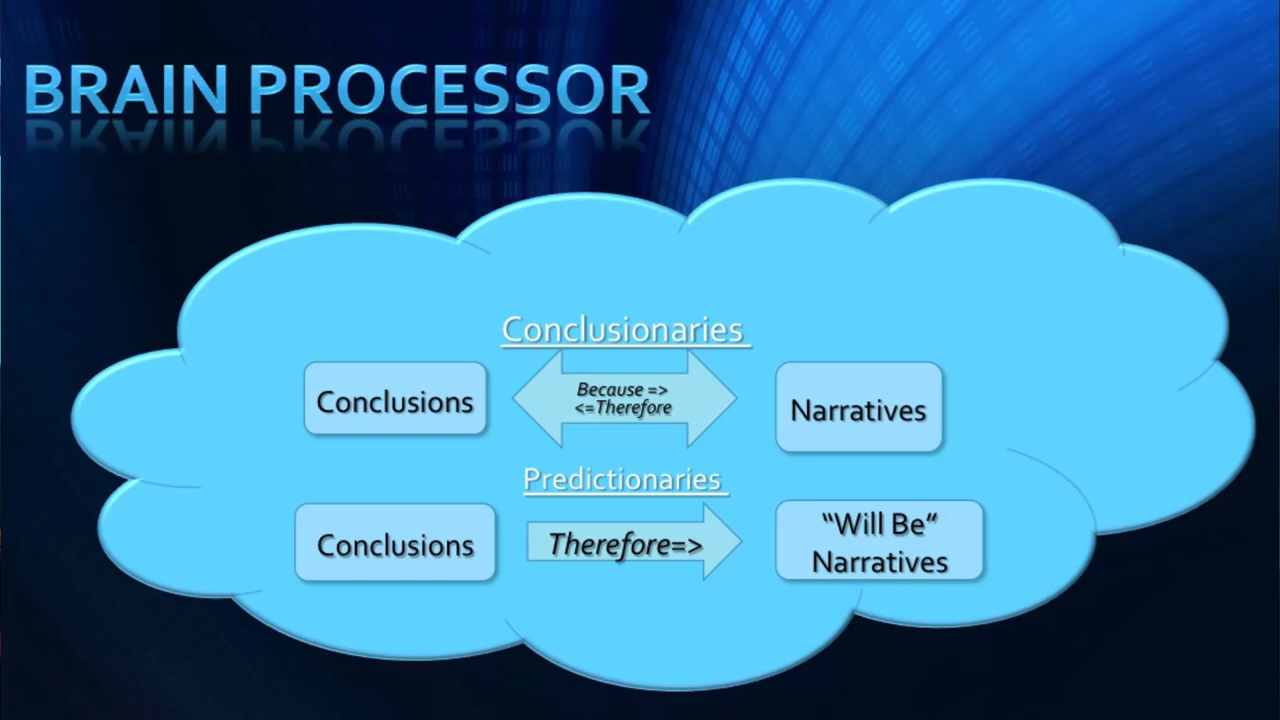 BRAIN PROCESSOR
Conclusionaries
Conclusions
Because =>
<=Therefore
Narratives
Predictionaries
Conclusions
Therefore=>
“Will Be”
Narratives